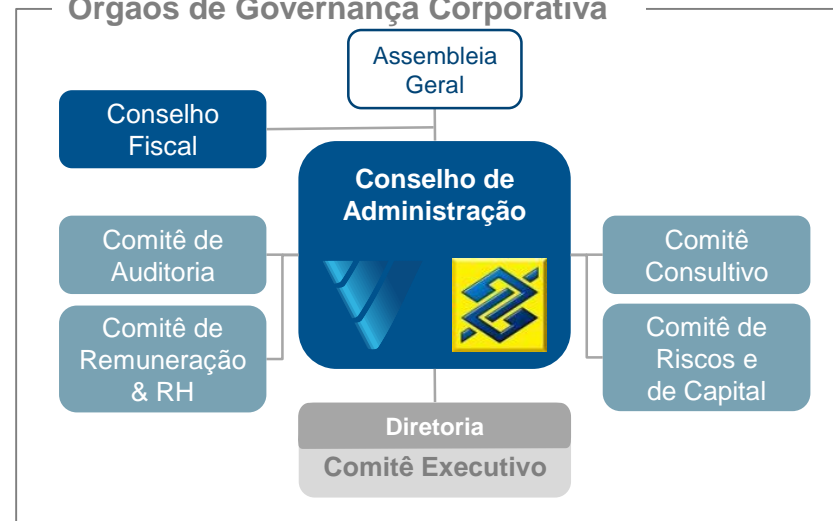 Órgãos de Governança Corporativa
Assembleia
Geral
Conselho
Fiscal
Conselho de
Administração
Comitê de
Auditoria
Comitê
Consultivo
Comitê de
Remuneração
& RH
Comitê de
Riscos e
de Capital
Diretoria
Comitê Executivo